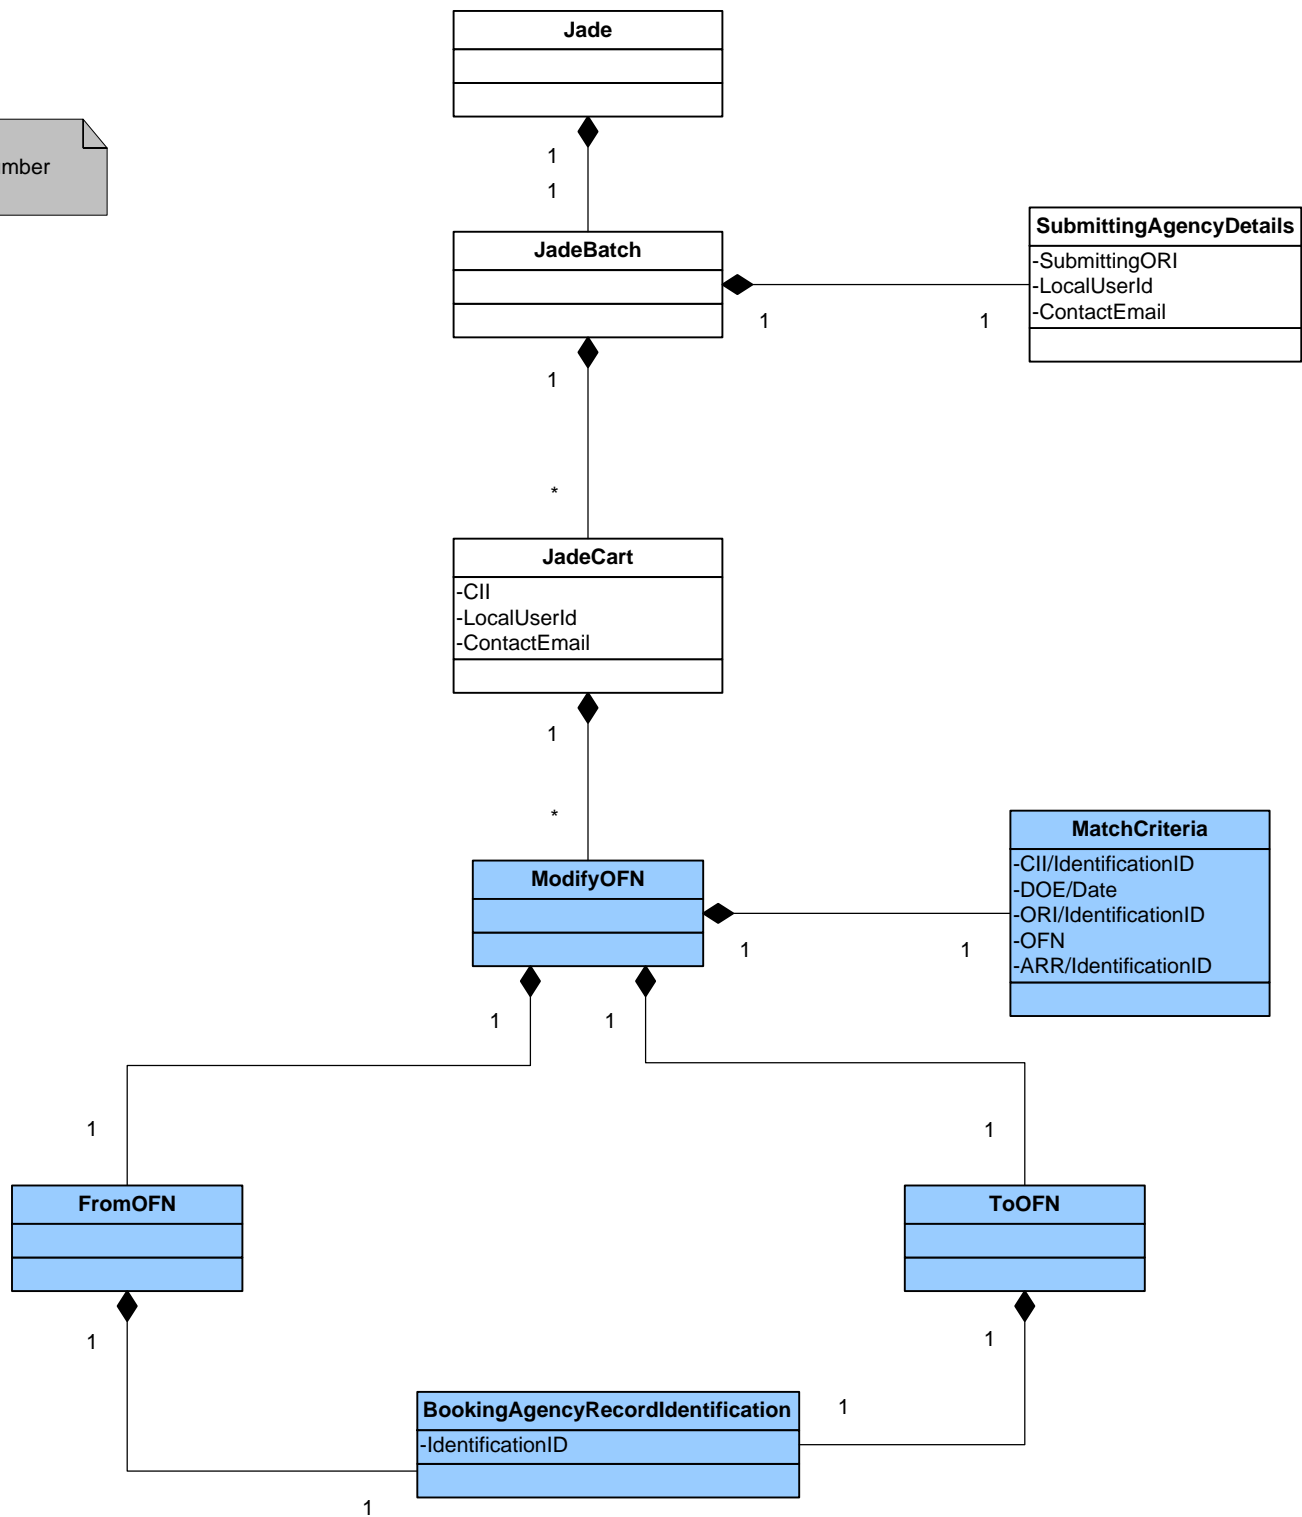 Jade
1
mber
1
SubmittingAgencyDetails
JadeBatch
-SubmittingORI
-LocalUserId
-ContactEmail
1
1
1
*
JadeCart
-CII
-LocalUserId
-ContactEmail
1
*
MatchCriteria
-CII/IdentificationID
-DOE/Date
-ORI/IdentificationID
-OFN
-ARR/IdentificationID
ModifyOFN
1
1
1
1
1
1
FromOFN
ToOFN
1
1
BookingAgencyRecordIdentification
-IdentificationID
1
1